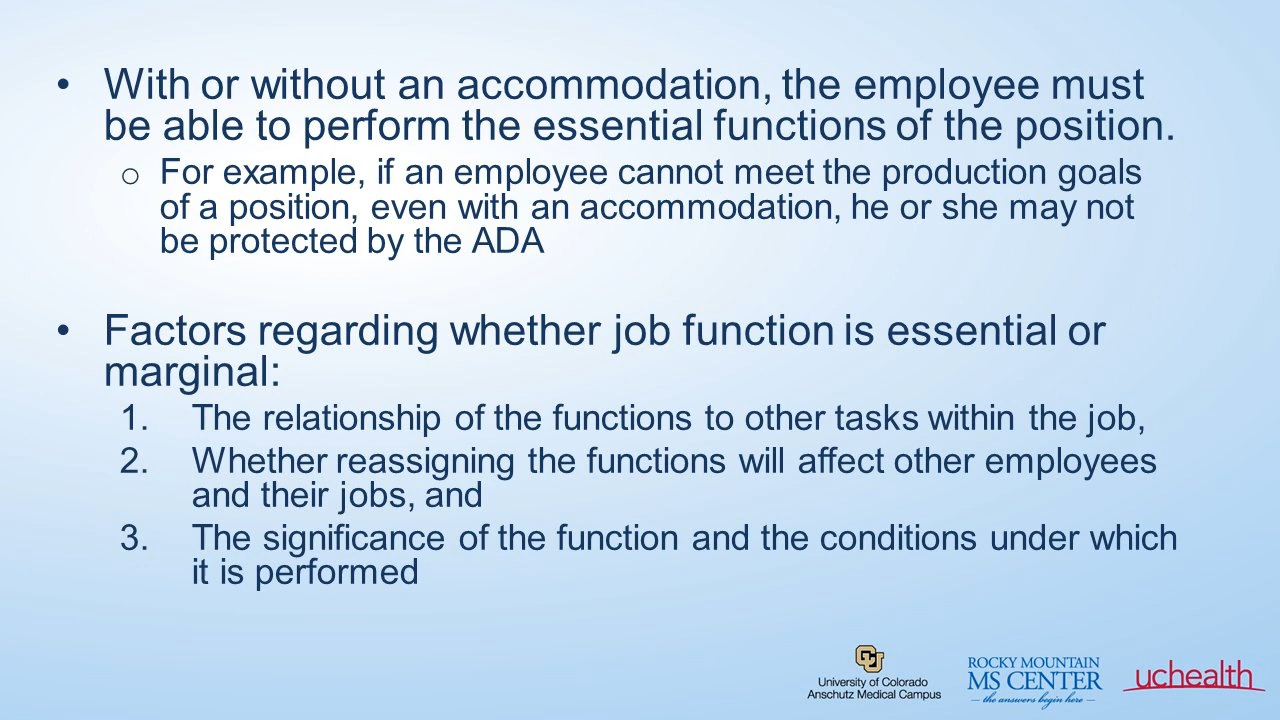 • With or without an accommodation, the employee must
be able to perform the essential functions of the position.
o For example, if an employee cannot meet the production goals
of a position, even with an accommodation, he or she may not
be protected by the ADA
• Factors regarding whether job function is essential or
marginal:
1. The relationship of the functions to other tasks within the job,
2. Whether reassigning the functions will affect other employees
and their jobs, and
3. The significance of the function and the conditions under which
it is performed
CU
University of Colorado
Anschutz Medical Campus
ROCKY MOUNTAIN
MS CENTER
— the answers begin here —
uchealth